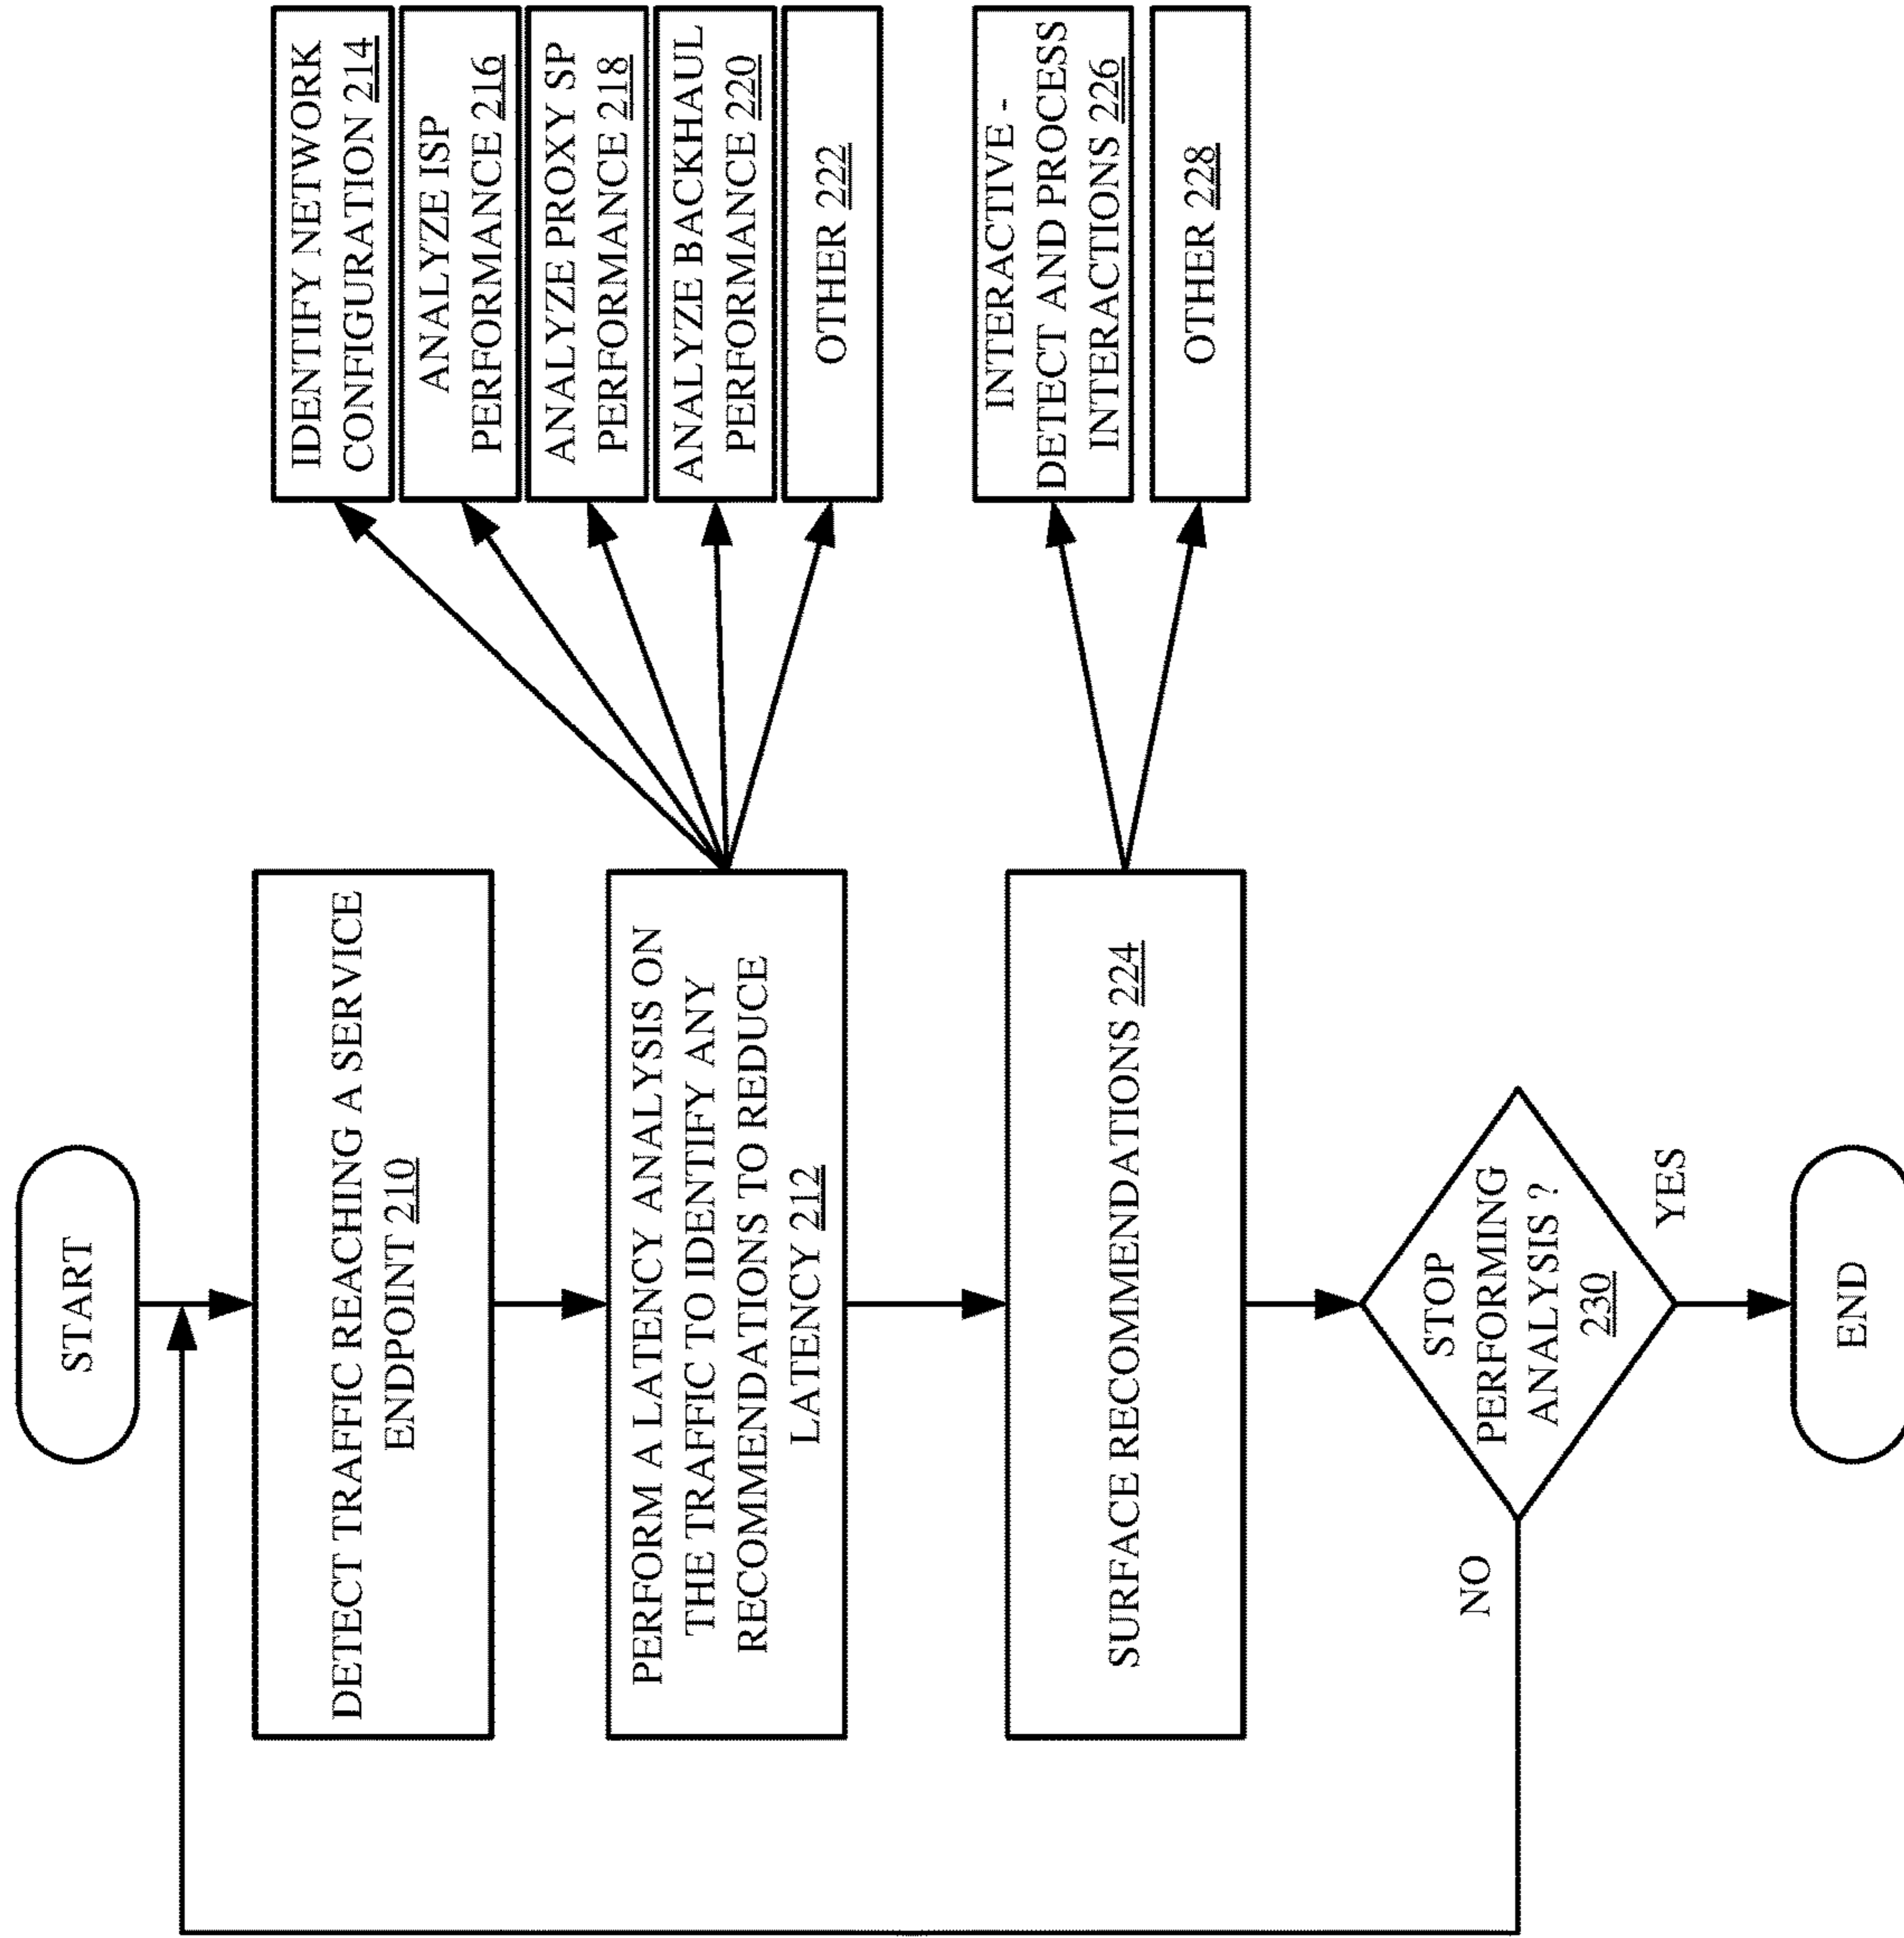 START
DETECT TRAFFIC REACHING A SERVICE
ENDPOINT 210
PERFORM A LATENCY ANALYSIS ON
THE TRAFFIC TO IDENTIFY ANY
RECOMMENDATIONS TO REDUCE
LATENCY 212
IDENTIFY NETWORK
CONFIGURATION 214
ANALYZE ISP
PERFORMANCE 216
ANALYZE PROXY SP
PERFORMANCE 218
ANALYZE BACKHAUL
PERFORMANCE 220
OTHER 222
SURFACE RECOMMENDATIONS 224
INTERACTIVE -
DETECT AND PROCESS
INTERACTIONS 226
OTHER 228
STOP
PERFORMING
ANALYSIS ?
230
NO
YES
END